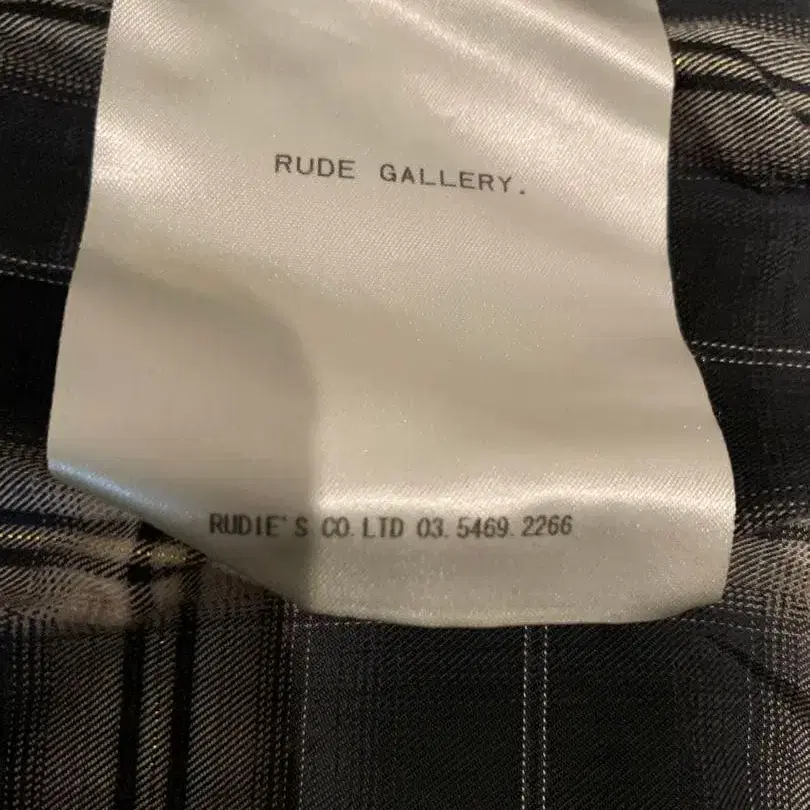 RUDE GALLERY.
RUDIE'S CO.LTD 03.5469.2266